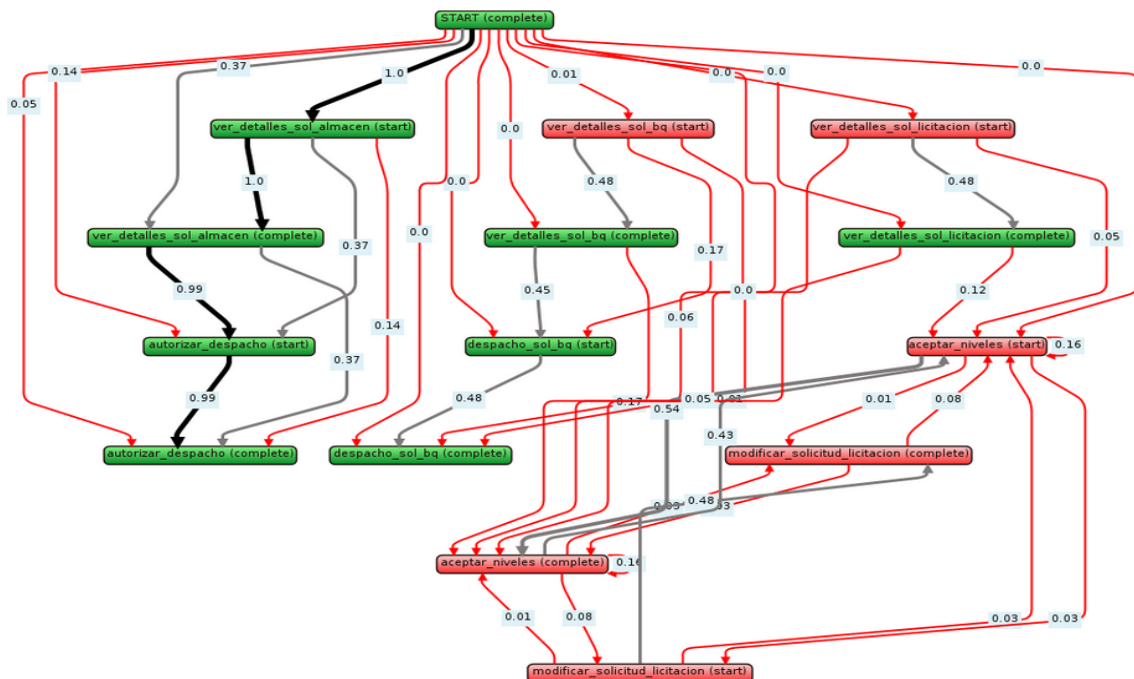 START (complete)
0.14
0.37
1.0
0.01
0.0
0.0
0.0
0.05
ver_detalles_sol_almacen (start)
ver_detalles_sol_bq (start)
ver_detalles_sol_licitacion (start)
0.0
1.0
0.0
0.48
0.48
ver_detalles_sol_almacen (complete)
ver_detalles_sol_bq (complete)
ver_detalles_sol_licitacion (complete)
0.0
0.37
0.17
0.05
0.99
0.45
0.0
0.12
0.14
0.06
autorizar_despacho (start)
despacho_sol_bq (start)
aceptar_niveles (start)
0.16
0.37
0.99
0.48
0.17
0.54
0.05
0.01
0.01
0.08
0.43
autorizar_despacho (complete)
despacho_sol_bq (complete)
modificar_solicitud_licitacion (complete)
0.48
aceptar_niveles (complete)
0.16
0.01
0.08
0.03
0.03
modificar_solicitud_licitacion (start)